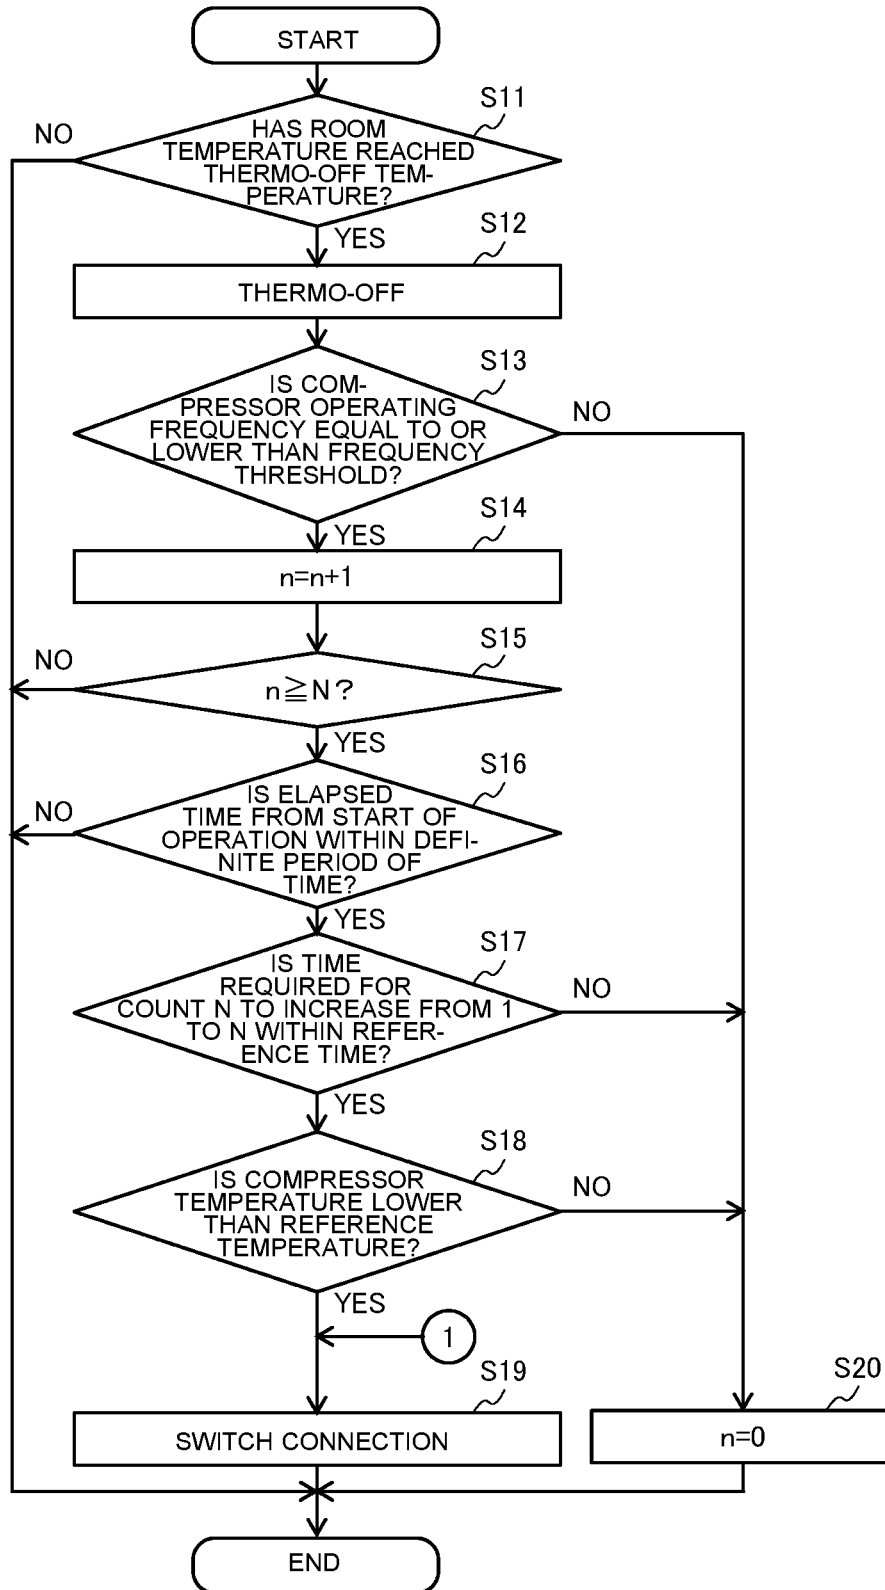 START
S11
NO
HAS ROOM
TEMPERATURE REACHED
THERMO-OFF TEM-
PERATURE?
YES
S12
THERMO-OFF
S13
IS COM-
PRESSOR OPERATING
FREQUENCY EQUAL TO OR
LOWER THAN FREQUENCY
THRESHOLD?
NO
YES
S14
n=n+1
S15
NO
n≧N?
YES
S16
NO
IS ELAPSED
TIME FROM START OF
OPERATION WITHIN DEFI-
NITE PERIOD OF
TIME?
YES
S17
IS TIME
REQUIRED FOR
COUNT N TO INCREASE FROM 1
TO N WITHIN REFER-
ENCE TIME?
NO
YES
S18
IS COMPRESSOR
TEMPERATURE LOWER
THAN REFERENCE
TEMPERATURE?
NO
YES
1
S19
SWITCH CONNECTION
S20
n=0
END